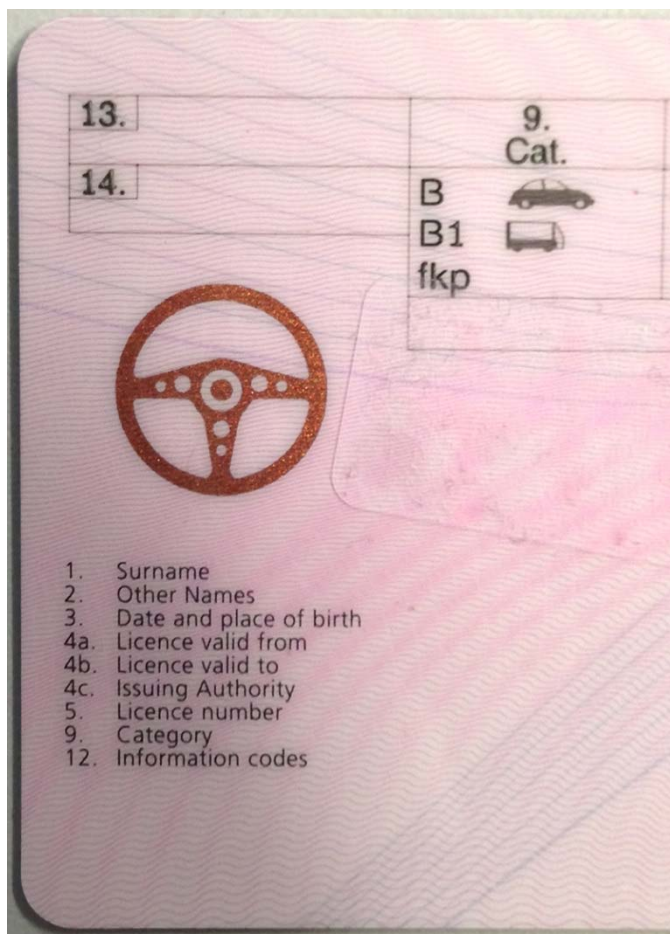 13.
14.
9.
Cat.
B
B1
fkp
1. Surname
2. Other Names
3. Date and place of birth
4a. Licence valid from
4b. Licence valid to
4c. Issuing Authority
5. Licence number
9. Category
12. Information codes